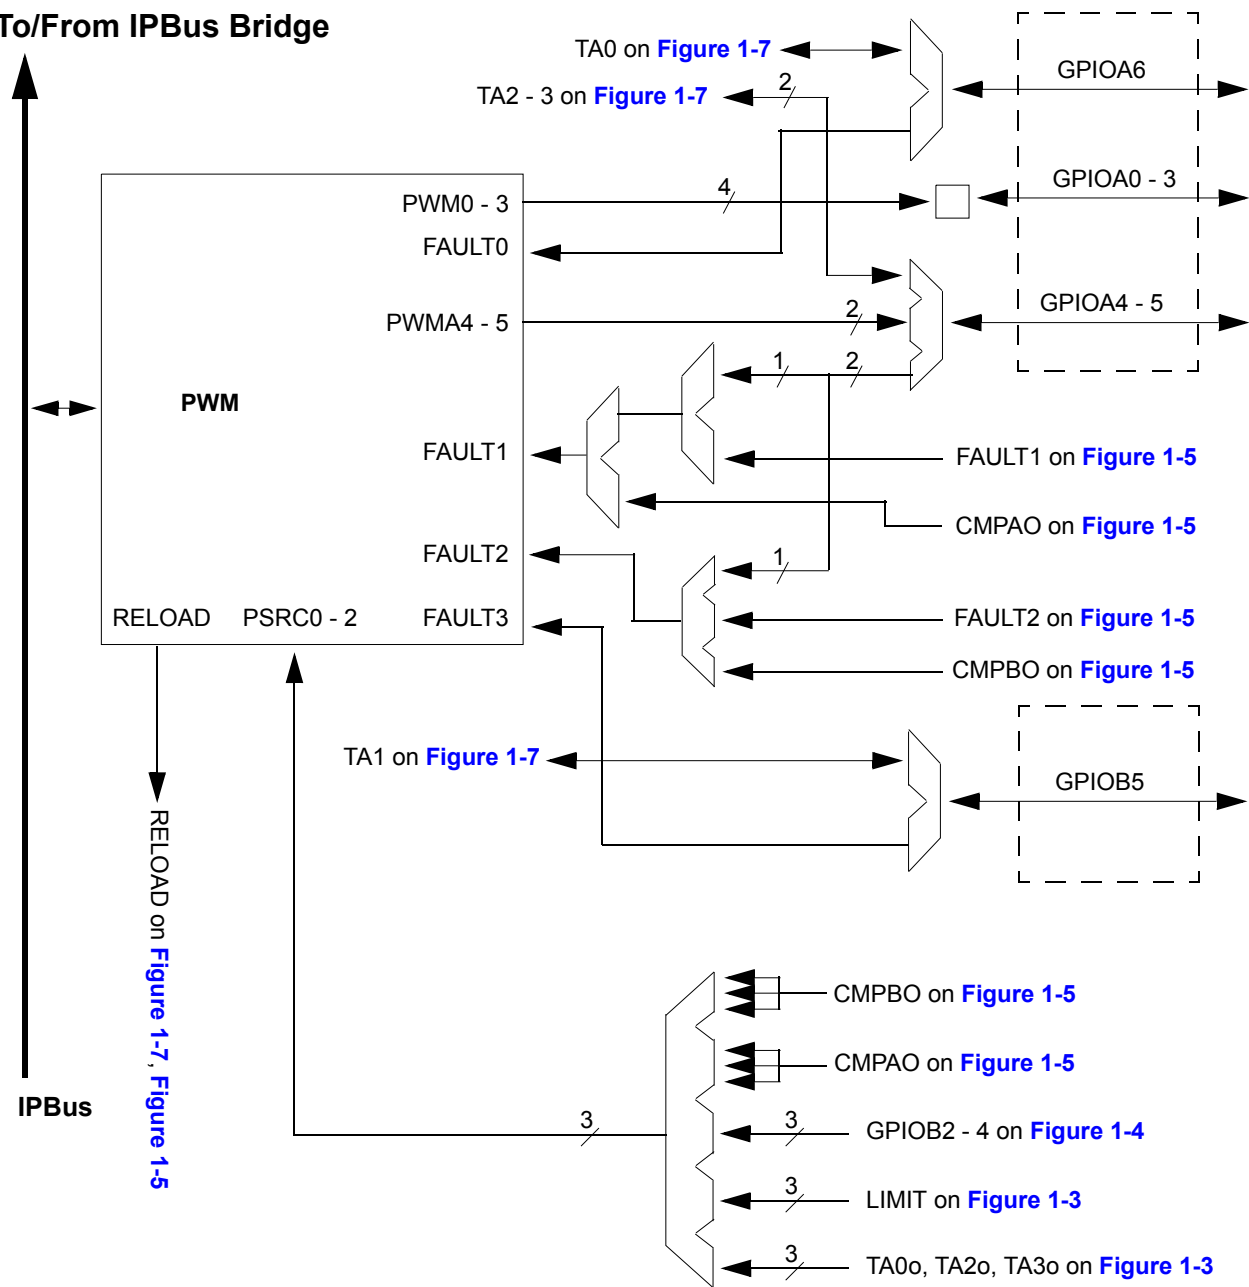 To/From IPBus Bridge
TA0 on Figure 1-7
TA2 - 3 on Figure 1-7
2
GPIOA6
PWM0 - 3
4
GPIOA0 - 3
FAULT0
PWMA4 - 5
2
GPIOA4 - 5
1
2
PWM
FAULT1
FAULT1 on Figure 1-5
CMPAO on Figure 1-5
FAULT2
1
RELOAD
PSRC0 - 2
FAULT3
FAULT2 on Figure 1-5
CMPBO on Figure 1-5
TA1 on Figure 1-7
GPIOB5
RELOAD on Figure 1-7, Figure 1-5
CMPBO on Figure 1-5
CMPAO on Figure 1-5
IPBus
3
3
GPIOB2 - 4 on Figure 1-4
3
LIMIT on Figure 1-3
3
TA0o, TA2o, TA3o on Figure 1-3